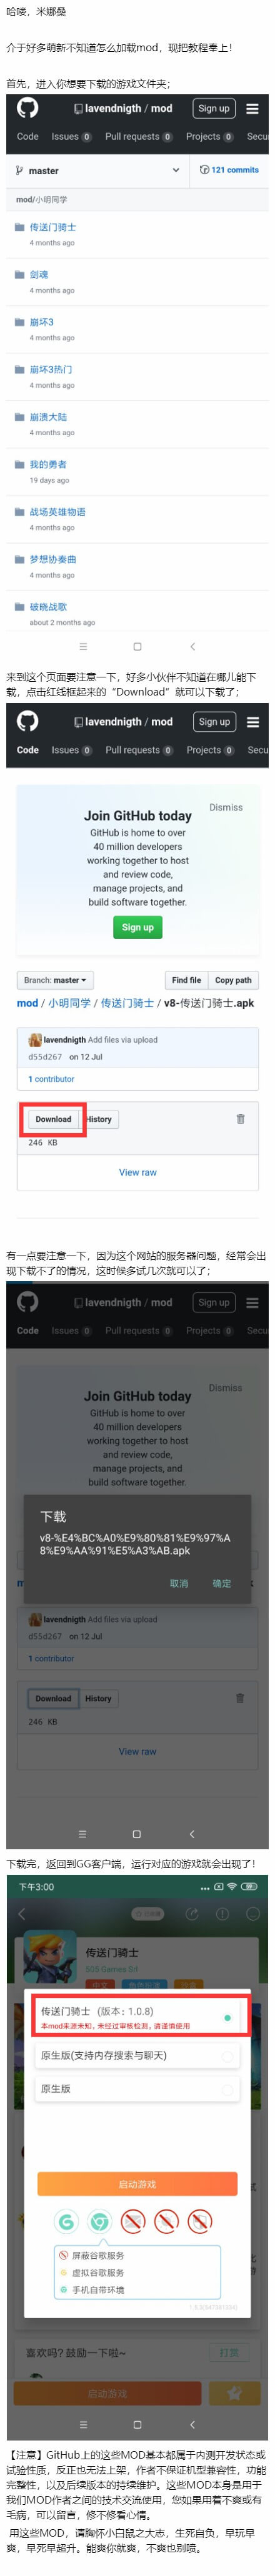 哈喽，米娜桑
介于好多萌新不知道怎么加载mod，现把教程奉上！
首先，进入你想要下载的游戏文件夹；
lavendnigth / mod
Sign up
Code Issues 0 Pull requests 0 Projects 0 Secu
master
121 commits
mod/小明同学
传送门骑士
4 months ago
剑魂
4 months ago
崩坏3
4 months ago
崩坏3热门
4 months ago
崩溃大陆
4 months ago
我的勇者
19 days ago
战场英雄物语
4 months ago
梦想协奏曲
4 months ago
破晓战歌
about 2 months ago
来到这个页面要注意一下，好多小伙伴不知道在哪儿能下
载，点击红线框起来的“Download”就可以下载了；
lavendnigth / mod
Sign up
Code Issues 0 Pull requests 0 Projects 0 Secu
Dismiss
Join GitHub today
GitHub is home to over
40 million developers
working together to host
and review code,
manage projects, and
build software together.
Sign up
Branch: master
Find file Copy path
mod / 小明同学 / 传送门骑士 / v8-传送门骑士.apk
lavendnigth Add files via upload
d55d267 on 12 Jul
1 contributor
Download History
246 KB
View raw
有一点要注意一下，因为这个网站的服务器问题，经常会出
现下载不了的情况，这时候多试几次就可以了；
lavendnigth / mod
Sign up
Code Issues 0 Pull requests 0 Projects 0 Secu
Dismiss
Join GitHub today
GitHub is home to over
40 million developers
working together to host
and review code,
manage projects, and
build software together.
下载
v8-%E4%BC%A0%E9%80%81%E9%97%A
8%E9%AA%91%E5%A3%AB.apk
取消 确定
lavendnigth Add files via upload
d55d267 on 12 Jul
1 contributor
Download History
246 KB
View raw
下载完，返回到GG客户端，运行对应的游戏就会出现了！
下午3:00
传送门骑士
505 Games Srl
传送门骑士 （版本：1.0.8）
本mod来源未知，未经过审核检测，请谨慎使用
原生版(支持内存搜索与聊天)
原生版
启动游戏
屏蔽谷歌服务
虚拟谷歌服务
手机自带环境
喜欢吗？鼓励一下啦~
打赏
启动游戏
【注意】GitHub上的这些MOD基本都属于内测开发状态或
试验性质，反正也无法上架，作者不保证机型兼容性，功能
完整性，以及后续版本的持续维护。这些MOD本身是用于
我们MOD作者之间的技术交流使用，您如果用着不爽或有
毛病，可以留言，修不修看心情。
用这些MOD，请胸怀小白鼠之大志，生死自负，早玩早
爽，早死早超升。能爽你就爽，不爽也别喷。